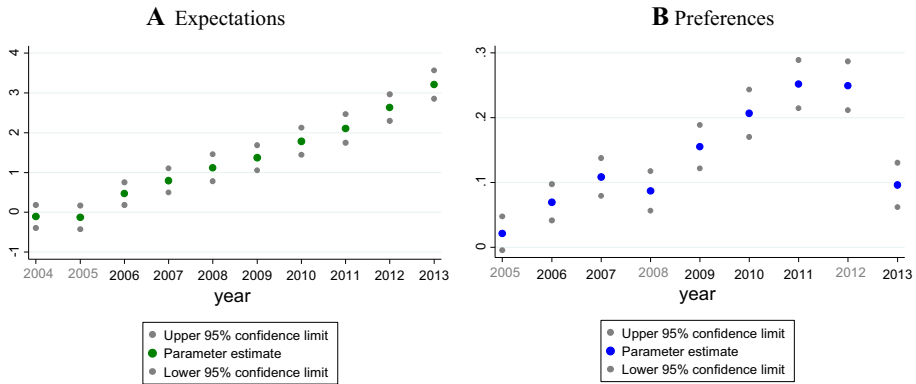 A Expectations
4
3
2
1
0
-1
2004 2005 2006 2007 2008 2009 2010 2011 2012 2013
year
Upper 95% confidence limit
Parameter estimate
Lower 95% confidence limit
B Preferences
.3
.2
.1
0
2005 2006 2007 2008 2009 2010 2011 2012 2013
year
Upper 95% confidence limit
Parameter estimate
Lower 95% confidence limit